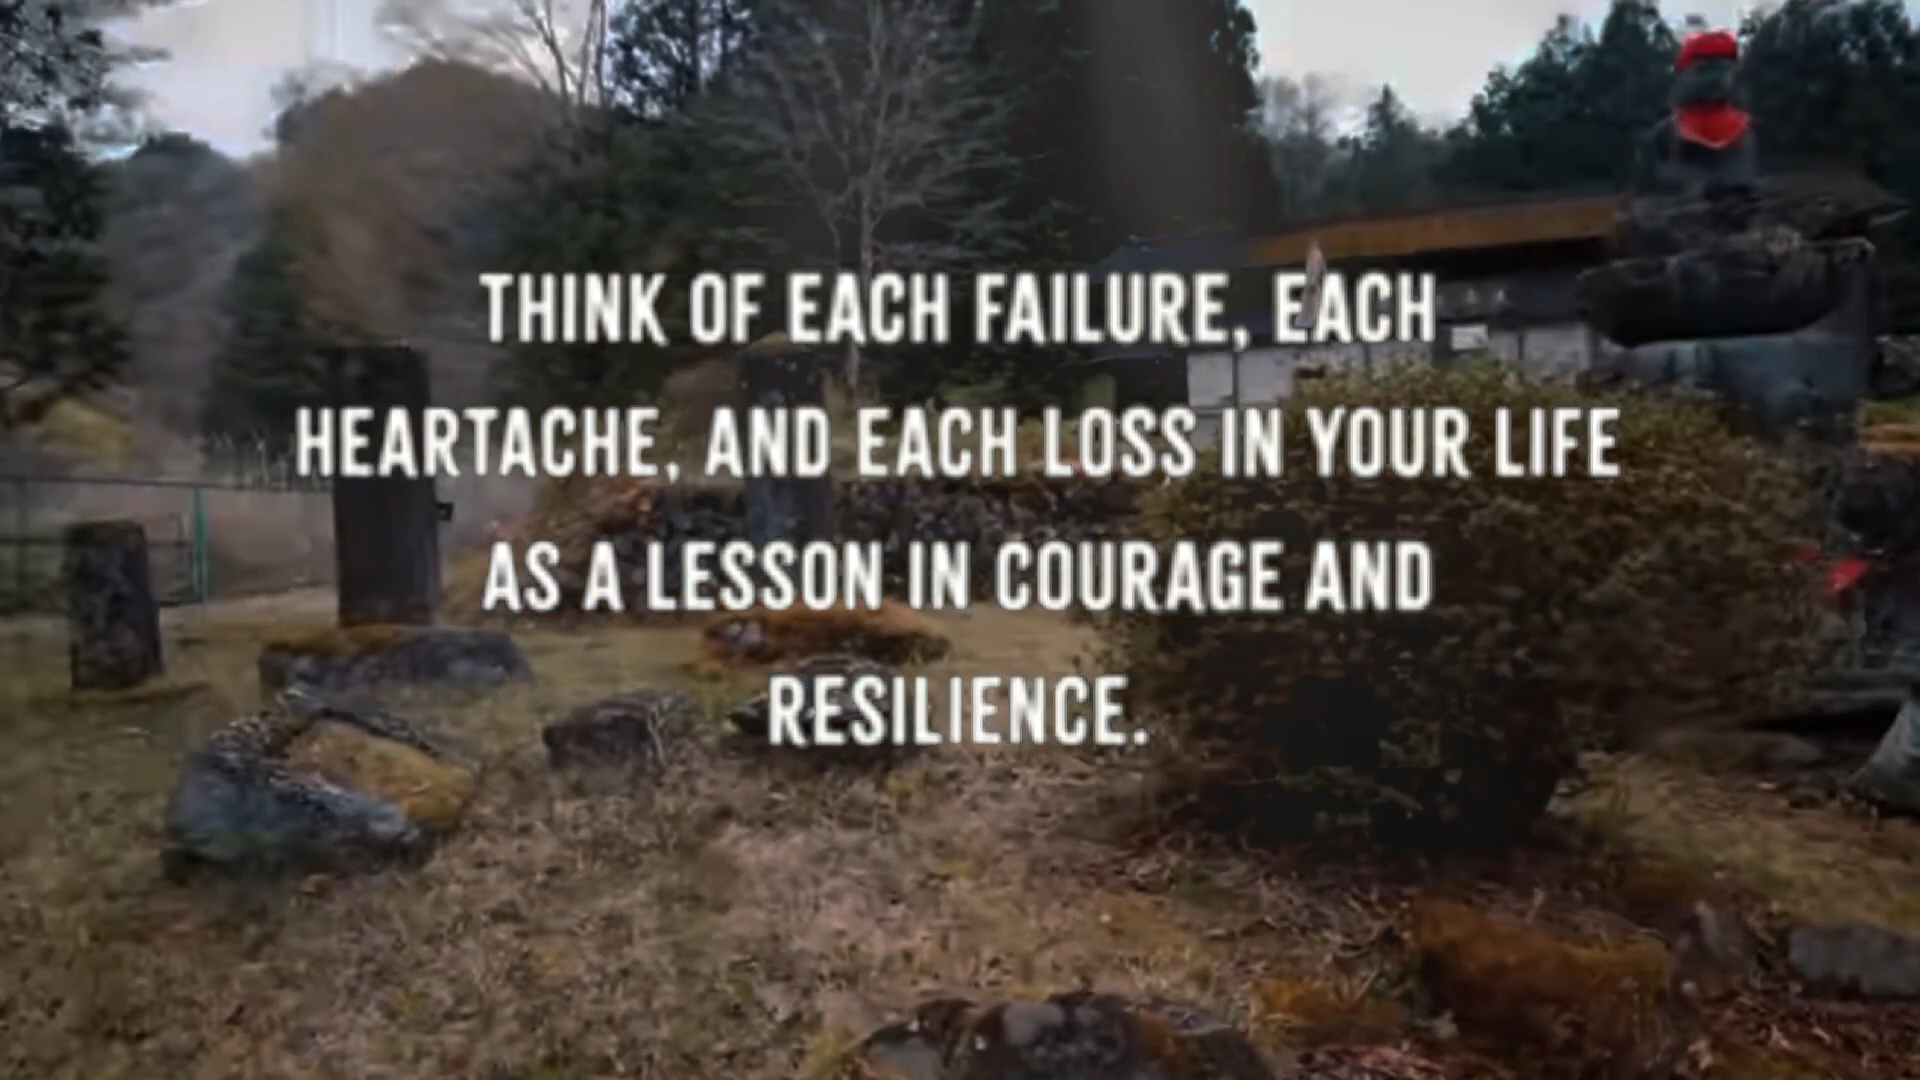 THINK OF EACH FAILURE, EACH
HEARTACHE, AND EACH LOSS IN YOUR LIFE
AS A LESSON IN COURAGE AND
RESILIENCE.